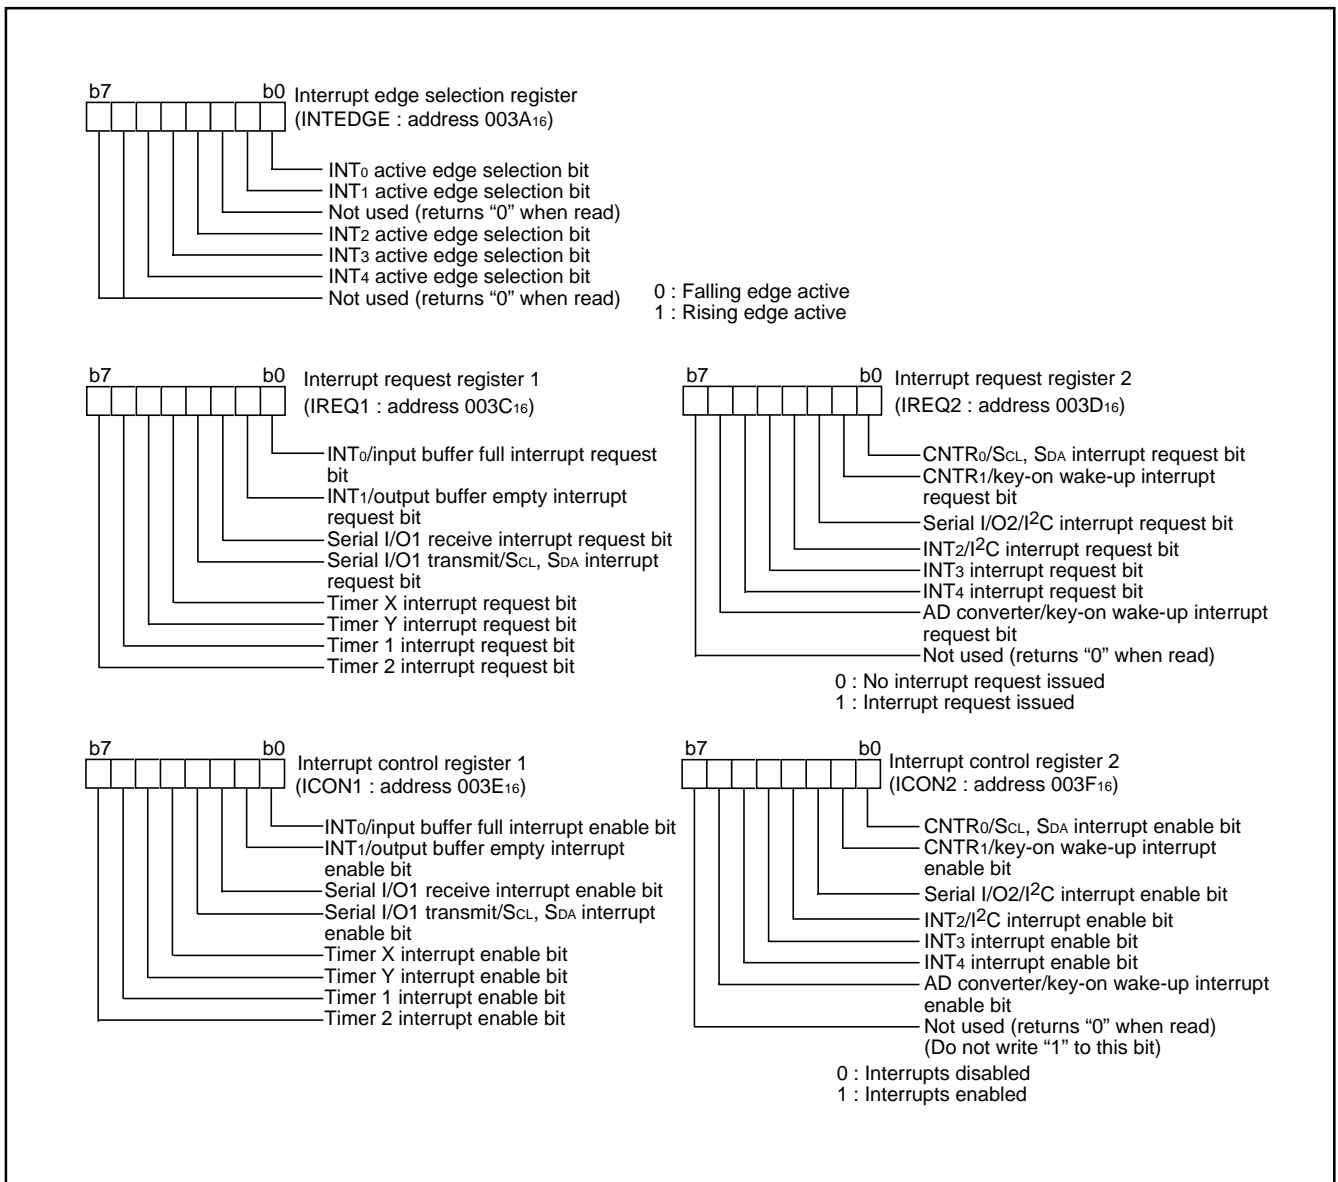 b7 b0 Interrupt edge selection register
(INTEDGE : address 003A16)
INT0 active edge selection bit
INT1 active edge selection bit
Not used (returns “0” when read)
INT2 active edge selection bit
INT3 active edge selection bit
INT4 active edge selection bit
Not used (returns “0” when read)
0 : Falling edge active
1 : Rising edge active
b7 b0 Interrupt request register 1
(IREQ1 : address 003C16)
INT0/input buffer full interrupt request
bit
INT1/output buffer empty interrupt
request bit
Serial I/O1 receive interrupt request bit
Serial I/O1 transmit/SCL, SDA interrupt
request bit
Timer X interrupt request bit
Timer Y interrupt request bit
Timer 1 interrupt request bit
Timer 2 interrupt request bit
b7 b0 Interrupt request register 2
(IREQ2 : address 003D16)
CNTR0/SCL, SDA interrupt request bit
CNTR1/key-on wake-up interrupt
request bit
Serial I/O2/I2C interrupt request bit
INT2/I2C interrupt request bit
INT3 interrupt request bit
INT4 interrupt request bit
AD converter/key-on wake-up interrupt
request bit
Not used (returns “0” when read)
0 : No interrupt request issued
1 : Interrupt request issued
b7 b0 Interrupt control register 1
(ICON1 : address 003E16)
INT0/input buffer full interrupt enable bit
INT1/output buffer empty interrupt
enable bit
Serial I/O1 receive interrupt enable bit
Serial I/O1 transmit/SCL, SDA interrupt
enable bit
Timer X interrupt enable bit
Timer Y interrupt enable bit
Timer 1 interrupt enable bit
Timer 2 interrupt enable bit
b7 b0 Interrupt control register 2
(ICON2 : address 003F16)
CNTR0/SCL, SDA interrupt enable bit
CNTR1/key-on wake-up interrupt
enable bit
Serial I/O2/I2C interrupt enable bit
INT2/I2C interrupt enable bit
INT3 interrupt enable bit
INT4 interrupt enable bit
AD converter/key-on wake-up interrupt
enable bit
Not used (returns “0” when read)
(Do not write “1” to this bit)
0 : Interrupts disabled
1 : Interrupts enabled